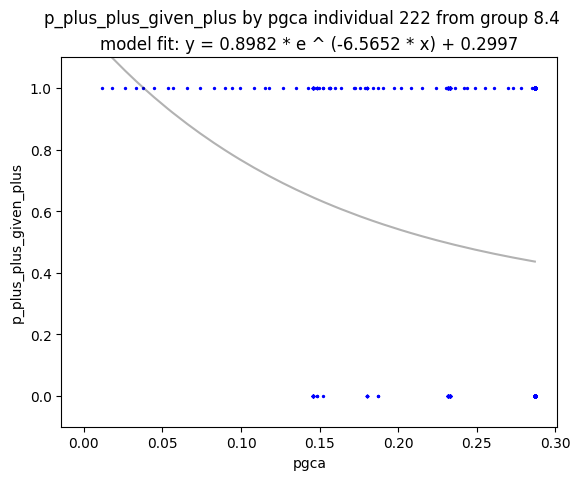 p_plus_plus_given_plus by pgca individual 222 from group 8.4
model fit: y = 0.8982 * e ^ (-6.5652 * x) + 0.2997
1.0
0.8
0.6
0.4
0.2
0.0
p_plus_plus_given_plus
0.00 0.05 0.10 0.15 0.20 0.25 0.30
pgca